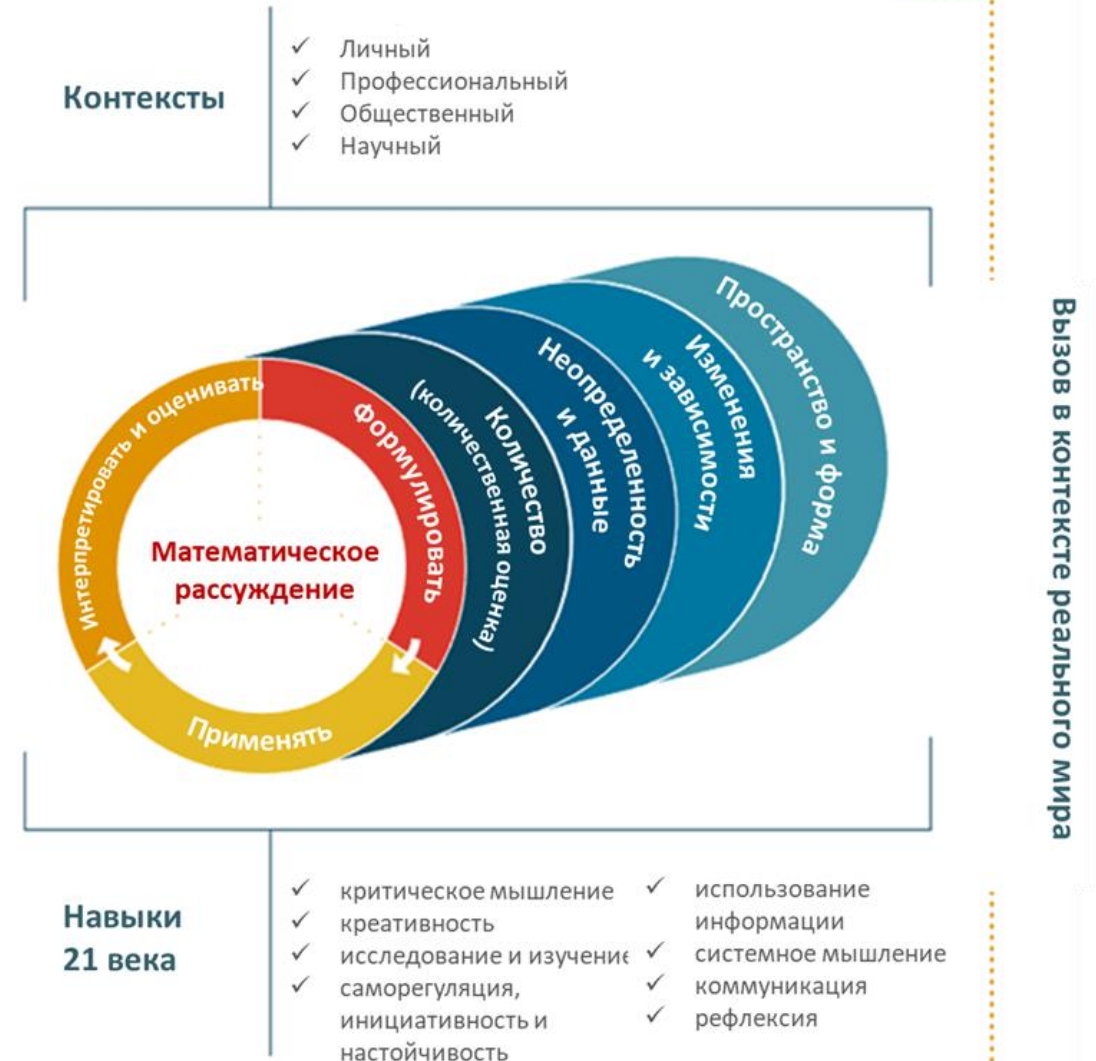 Контексты
Личный
Профессиональный
Общественный
Научный
Интерпретировать и оценивать
Формулировать
Применять
Математическое
рассуждение
Количество
(количественная оценка)
Неопределенность
и данные
Изменения
и зависимости
Пространство и форма
Вызов в контексте реального мира
Навыки
21 века
критическое мышление
креативность
исследование и изучение
саморегуляция,
инициативность и
настойчивость
использование
информации
системное мышление
коммуникация
рефлексия